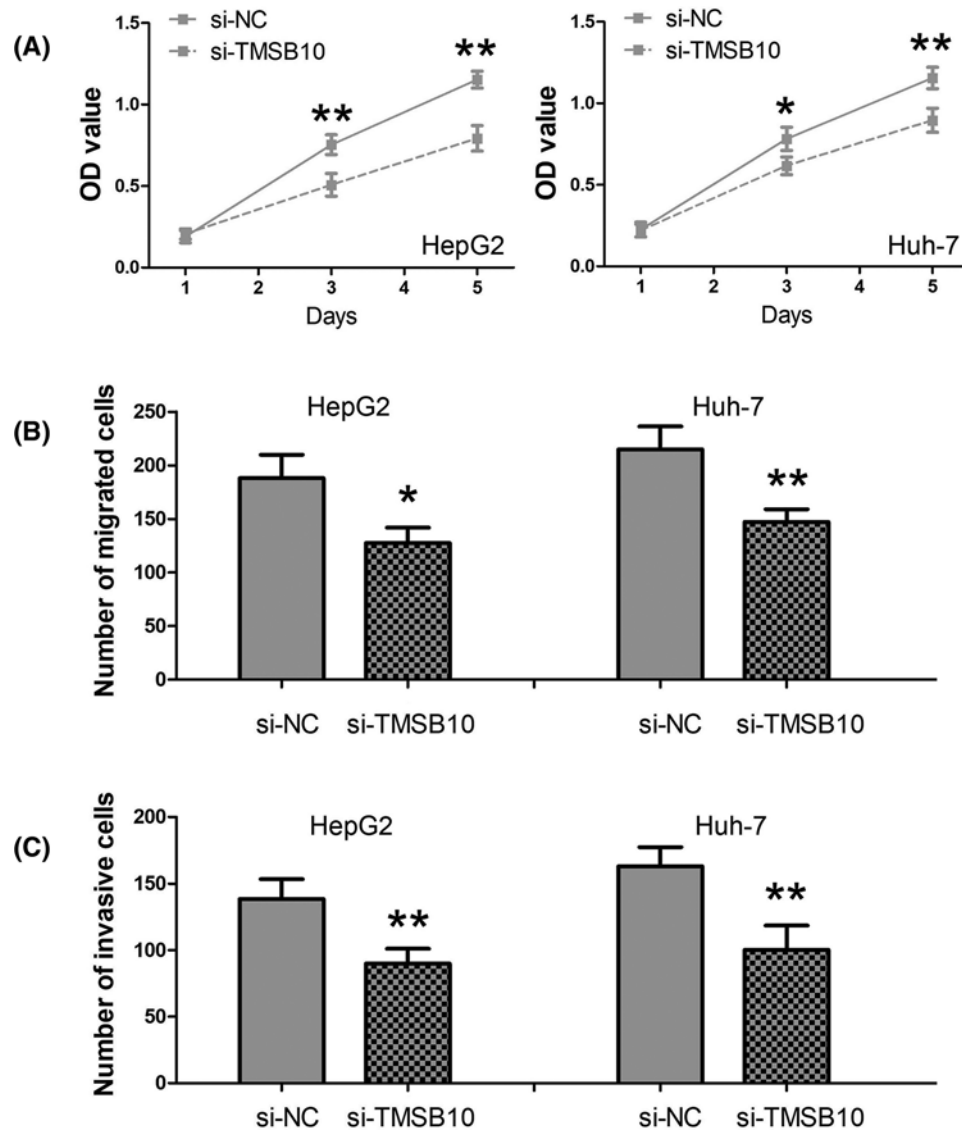 (A)
OD value
1.5
1.0
0.5
0.0
si-NC
si-TMSB10
**
**
HepG2
1 2 3 4 5
Days
OD value
1.5
1.0
0.5
0.0
si-NC
si-TMSB10
*
**
Huh-7
1 2 3 4 5
Days
(B)
Number of migrated cells
250
200
150
100
50
0
HepG2
Huh-7
*
**
si-NC si-TMSB10 si-NC si-TMSB10
(C)
Number of invasive cells
200
150
100
50
0
HepG2
Huh-7
**
**
si-NC si-TMSB10 si-NC si-TMSB10